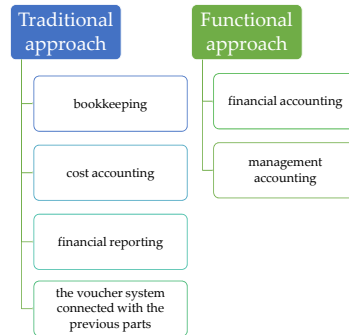 Traditional
approach
bookkeeping
cost accounting
financial reporting
the voucher system
connected with the
previous parts
Functional
approach
financial accounting
management
accounting